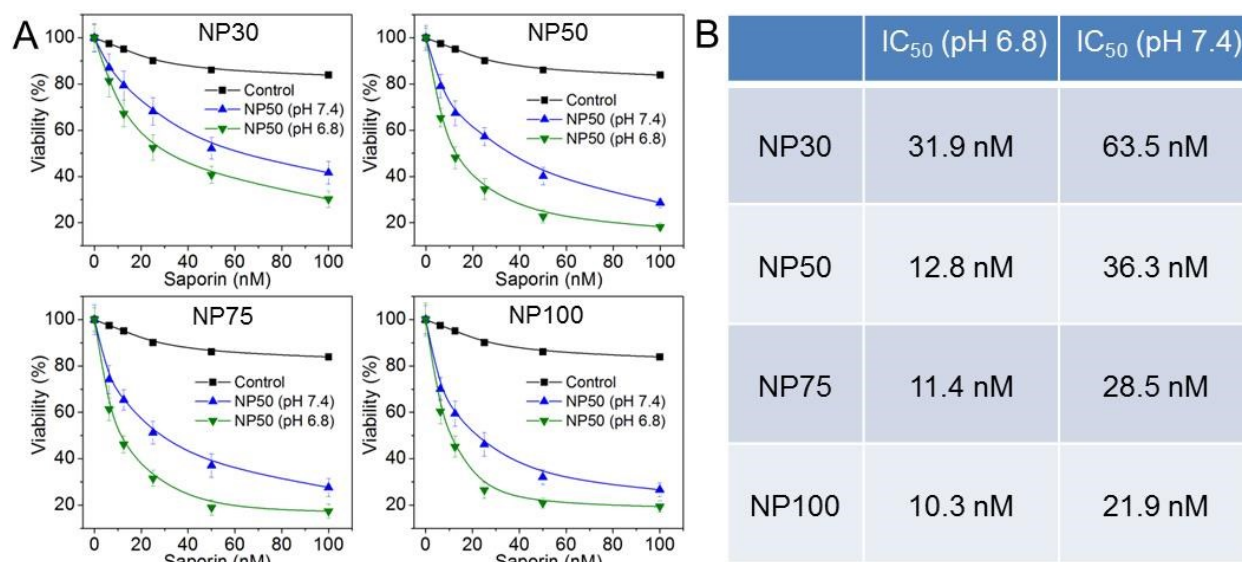 A
NP30
100
80
60
40
20
Viability (%)
Control
NP50 (pH 7.4)
NP50 (pH 6.8)
0 20 40 60 80 100
Saporin (nM)
NP50
100
80
60
40
20
Viability (%)
Control
NP50 (pH 7.4)
NP50 (pH 6.8)
0 20 40 60 80 100
Saporin (nM)
NP75
100
80
60
40
20
Viability (%)
Control
NP50 (pH 7.4)
NP50 (pH 6.8)
0 20 40 60 80 100
Saporin (nM)
NP100
100
80
60
40
20
Viability (%)
Control
NP50 (pH 7.4)
NP50 (pH 6.8)
0 20 40 60 80 100
Saporin (nM)
B
IC50 (pH 6.8) IC50 (pH 7.4)
NP30 31.9 nM 63.5 nM
NP50 12.8 nM 36.3 nM
NP75 11.4 nM 28.5 nM
NP100 10.3 nM 21.9 nM